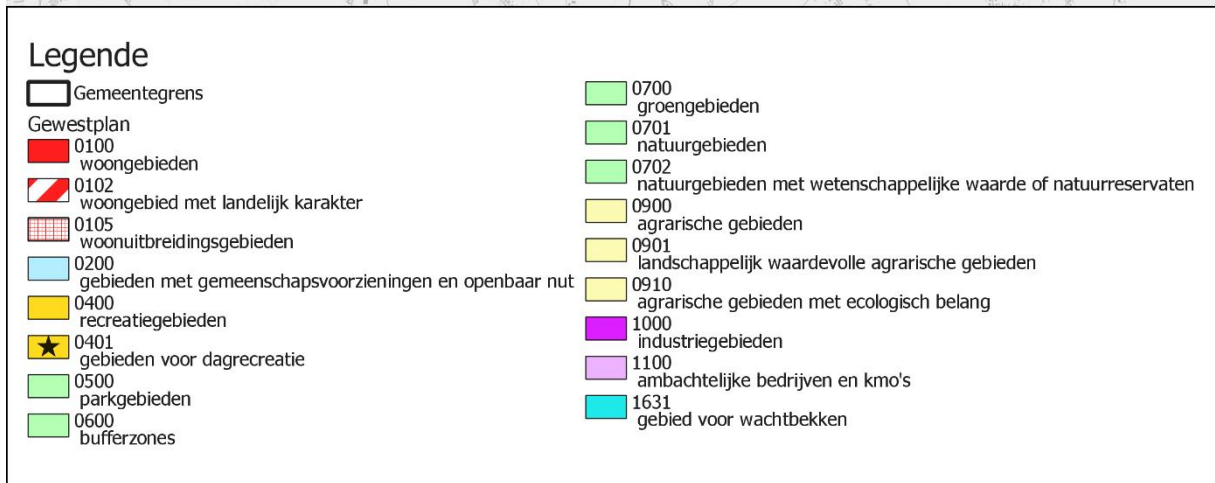 Legende
Gemeentegrens
Gewestplan
0100
woongebieden
0102
woongebied met landelijk karakter
0105
woonuitbreidingsgebieden
0200
gebieden met gemeenschapsvoorzieningen en openbaar nut
0400
recreatiegebieden
0401
gebieden voor dagrecreatie
0500
parkgebieden
0600
bufferzones
0700
groengebieden
0701
natuurgebieden
0702
natuurgebieden met wetenschappelijke waarde of natuurreservaten
0900
agrarische gebieden
0901
landschappelijk waardevolle agrarische gebieden
0910
agrarische gebieden met ecologisch belang
1000
industriegebieden
1100
ambachtelijke bedrijven en kmo's
1631
gebied voor wachtbekken